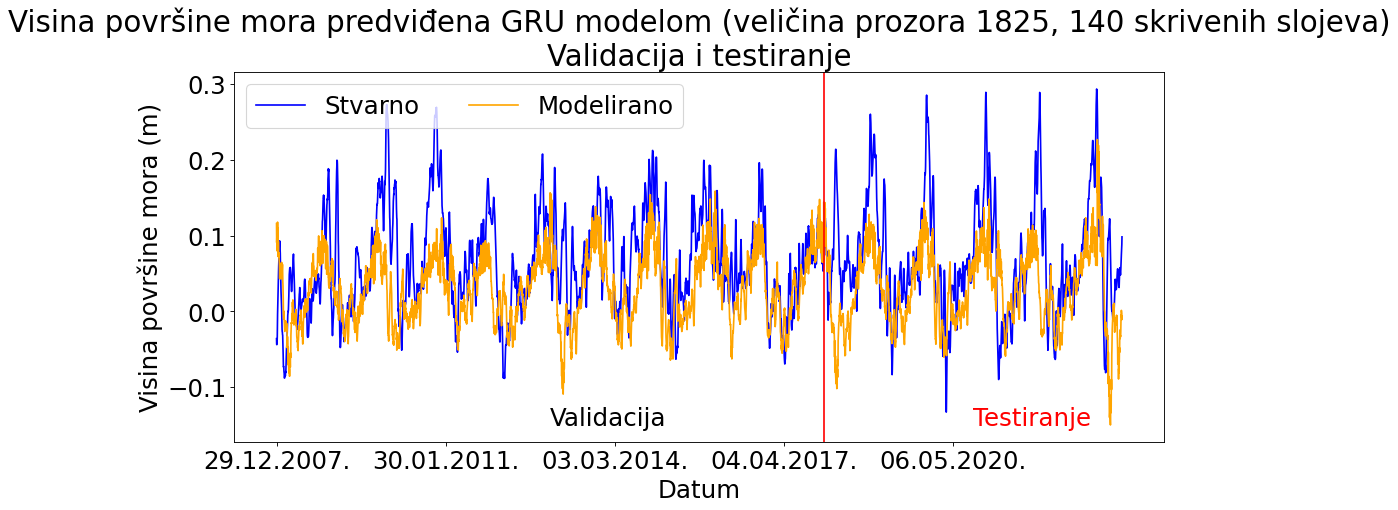 Visina površine mora predviđena GRU modelom (veličina prozora 1825, 140 skrivenih slojeva)
Validacija i testiranje
Stvarno Modelirano
Visina površine mora (m)
0.3
0.2
0.1
0.0
−0.1
Validacija Testiranje
29.12.2007. 30.01.2011. 03.03.2014. 04.04.2017. 06.05.2020.
Datum